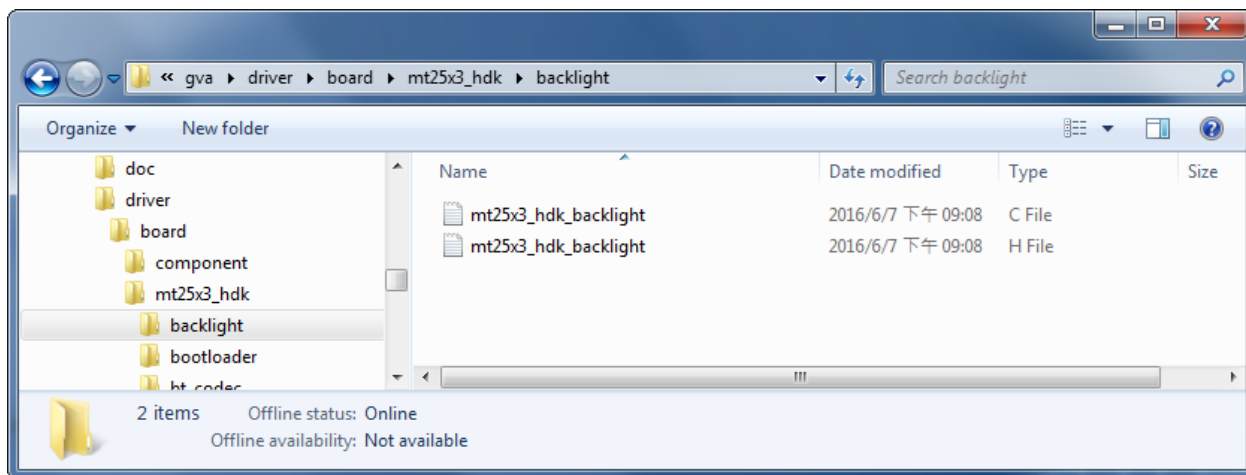 « gva ▸ driver ▸ board ▸ mt25x3_hdk ▸ backlight
Search backlight
Organize ▾ New folder
doc
driver
board
component
mt25x3_hdk
backlight
bootloader
bt_codec
Name Date modified Type Size
mt25x3_hdk_backlight 2016/6/7 下午 09:08 C File
mt25x3_hdk_backlight 2016/6/7 下午 09:08 H File
2 items Offline status: Online
Offline availability: Not available